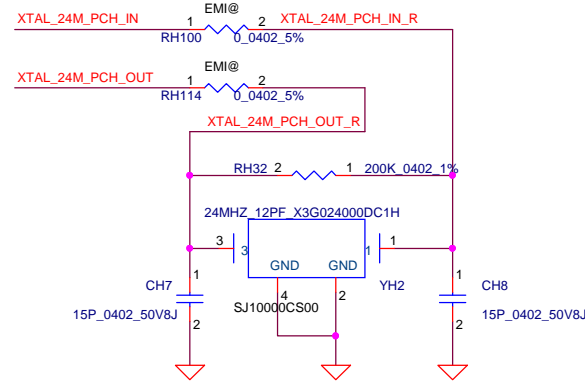 EMI@
XTAL_24M_PCH_IN 1 2 XTAL_24M_PCH_IN_R
RH100 0_0402_5%
EMI@
XTAL_24M_PCH_OUT 1 2
RH114 0_0402_5%
XTAL_24M_PCH_OUT_R
RH32 2 1 200K_0402_1%
24MHZ_12PF_X3G024000DC1H
3 3 1 1
GND GND
CH7 1 4 2 YH2 1 CH8
SJ10000CS00
15P_0402_50V8J 2 2 15P_0402_50V8J